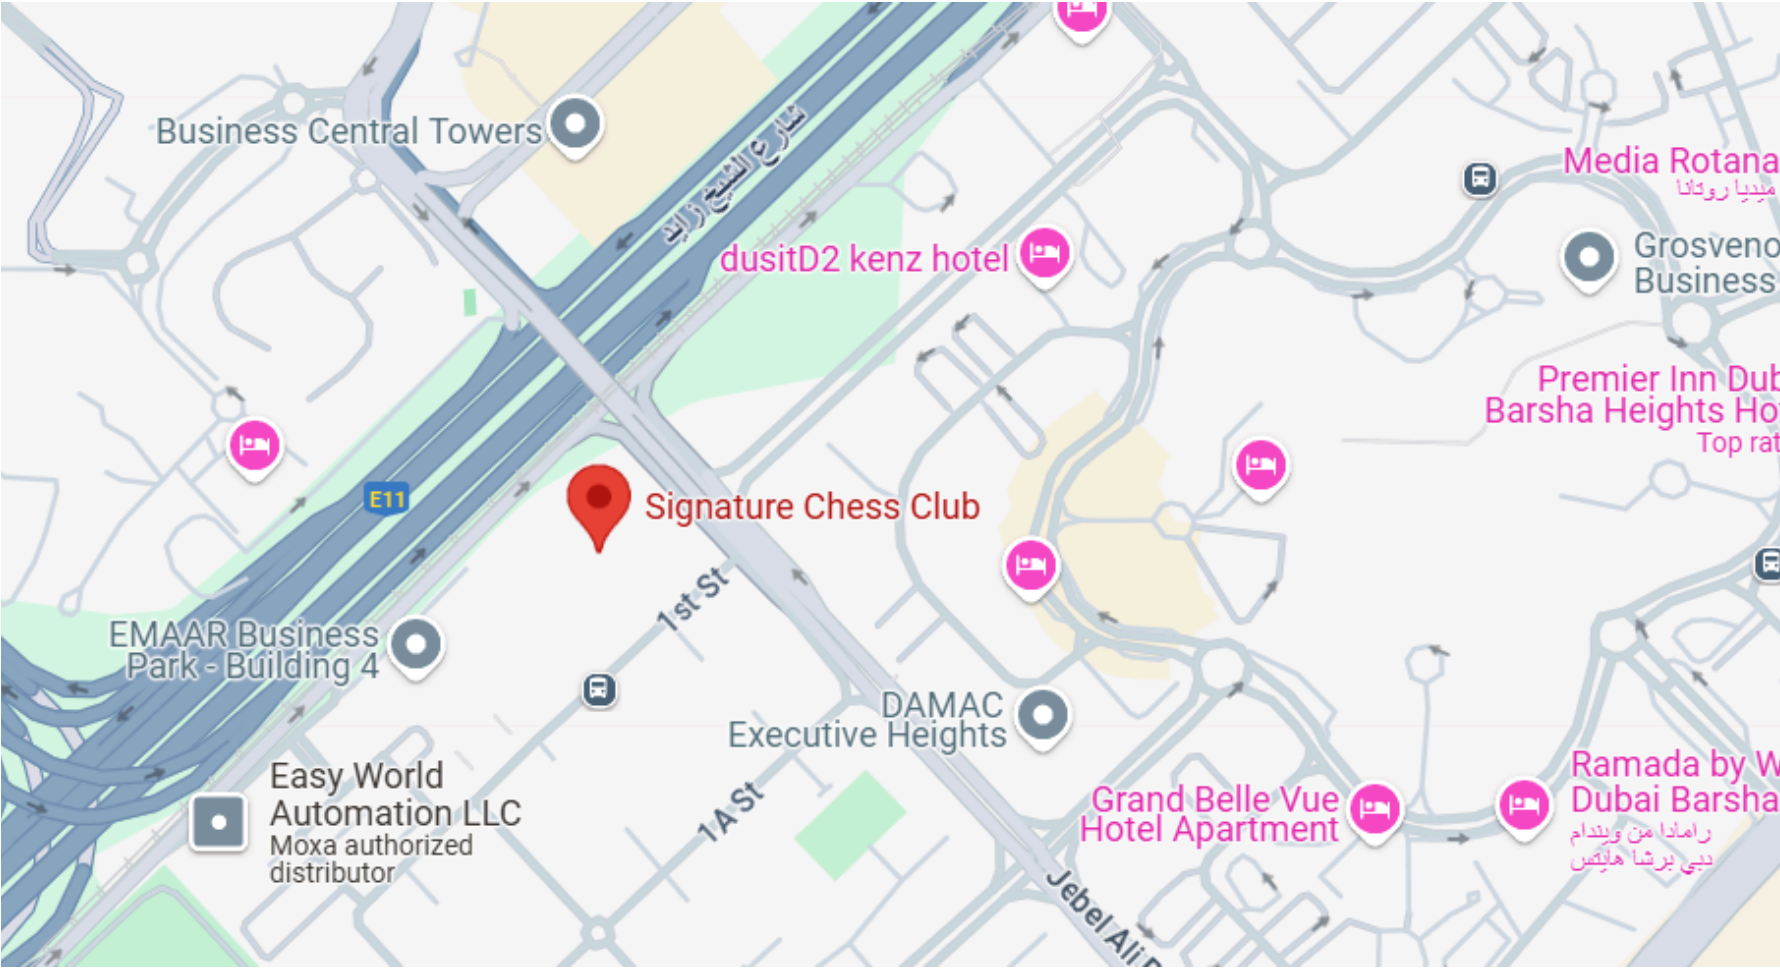 Business Central Towers
شارع الشيخ زايد
Media Rotana
ميديا روتانا
dusitD2 kenz hotel
Grosveno
Business
Premier Inn Dub
Barsha Heights Ho
Top rat
E11
Signature Chess Club
1st St
EMAAR Business
Park - Building 4
DAMAC
Executive Heights
Easy World
Automation LLC
Moxa authorized
distributor
1A St
Grand Belle Vue
Hotel Apartment
Ramada by W
Dubai Barsha
رامادا من ويندام
دبي برشا هايتس
Jebel Ali